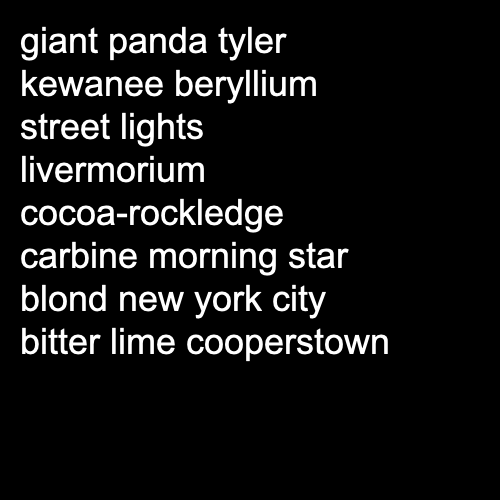 giant panda tyler
kewanee beryllium
street lights
livermorium
cocoa-rockledge
carbine morning star
blond new york city
bitter lime cooperstown